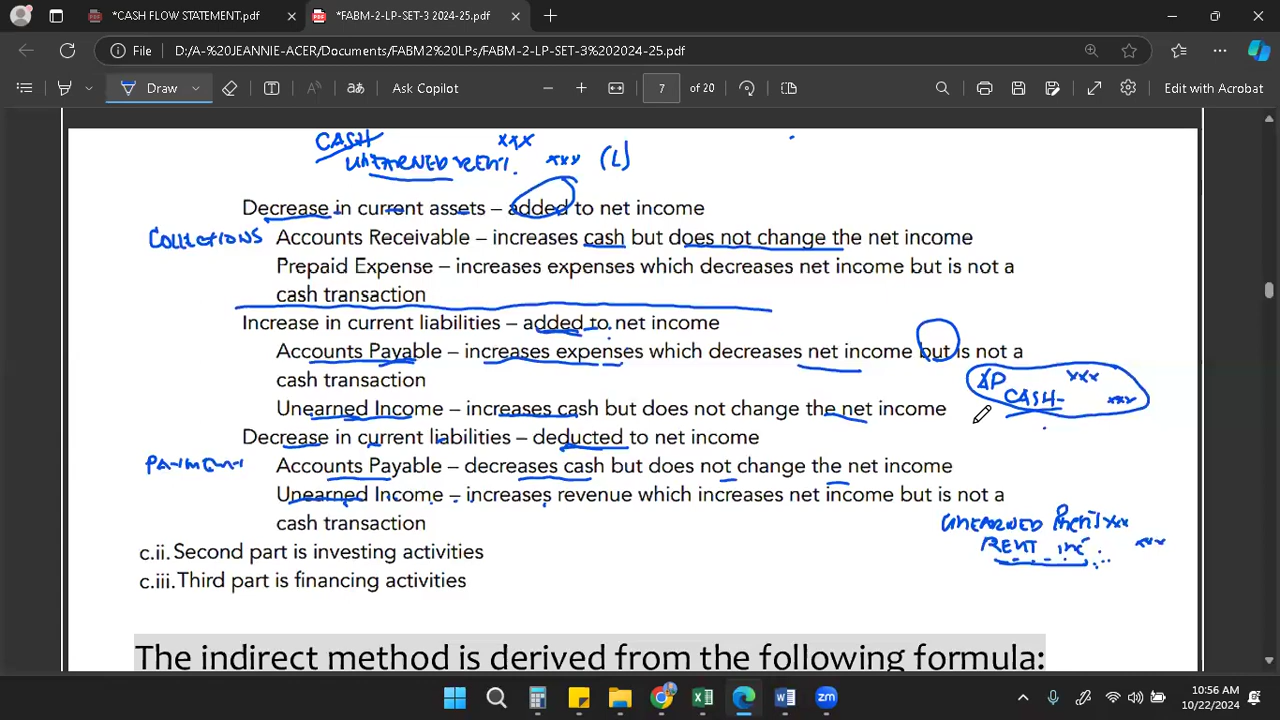 *CASH FLOW STATEMENT.pdf
*FABM-2-LP-SET-3 2024-25.pdf
File D:/A-%20JEANNIE-ACER/Documents/FABM2%20LPs/FABM-2-LP-SET-3%202024-25.pdf
Draw Ask Copilot 7 of 20 Edit with Acrobat
CASH xxx
UNEARNED RENT. xxx (L)
Decrease in current assets – added to net income
COLLECTIONS Accounts Receivable – increases cash but does not change the net income
Prepaid Expense – increases expenses which decreases net income but is not a
cash transaction
Increase in current liabilities – added to net income
Accounts Payable – increases expenses which decreases net income but is not a
cash transaction
AP xxx
CASH xxx
Unearned Income – increases cash but does not change the net income
Decrease in current liabilities – deducted to net income
PAYMENT Accounts Payable – decreases cash but does not change the net income
Unearned Income – increases revenue which increases net income but is not a
cash transaction
UNEARNED RENT xxx
RENT INC. xxx
c.ii. Second part is investing activities
c.iii. Third part is financing activities
The indirect method is derived from the following formula:
10:56 AM
10/22/2024